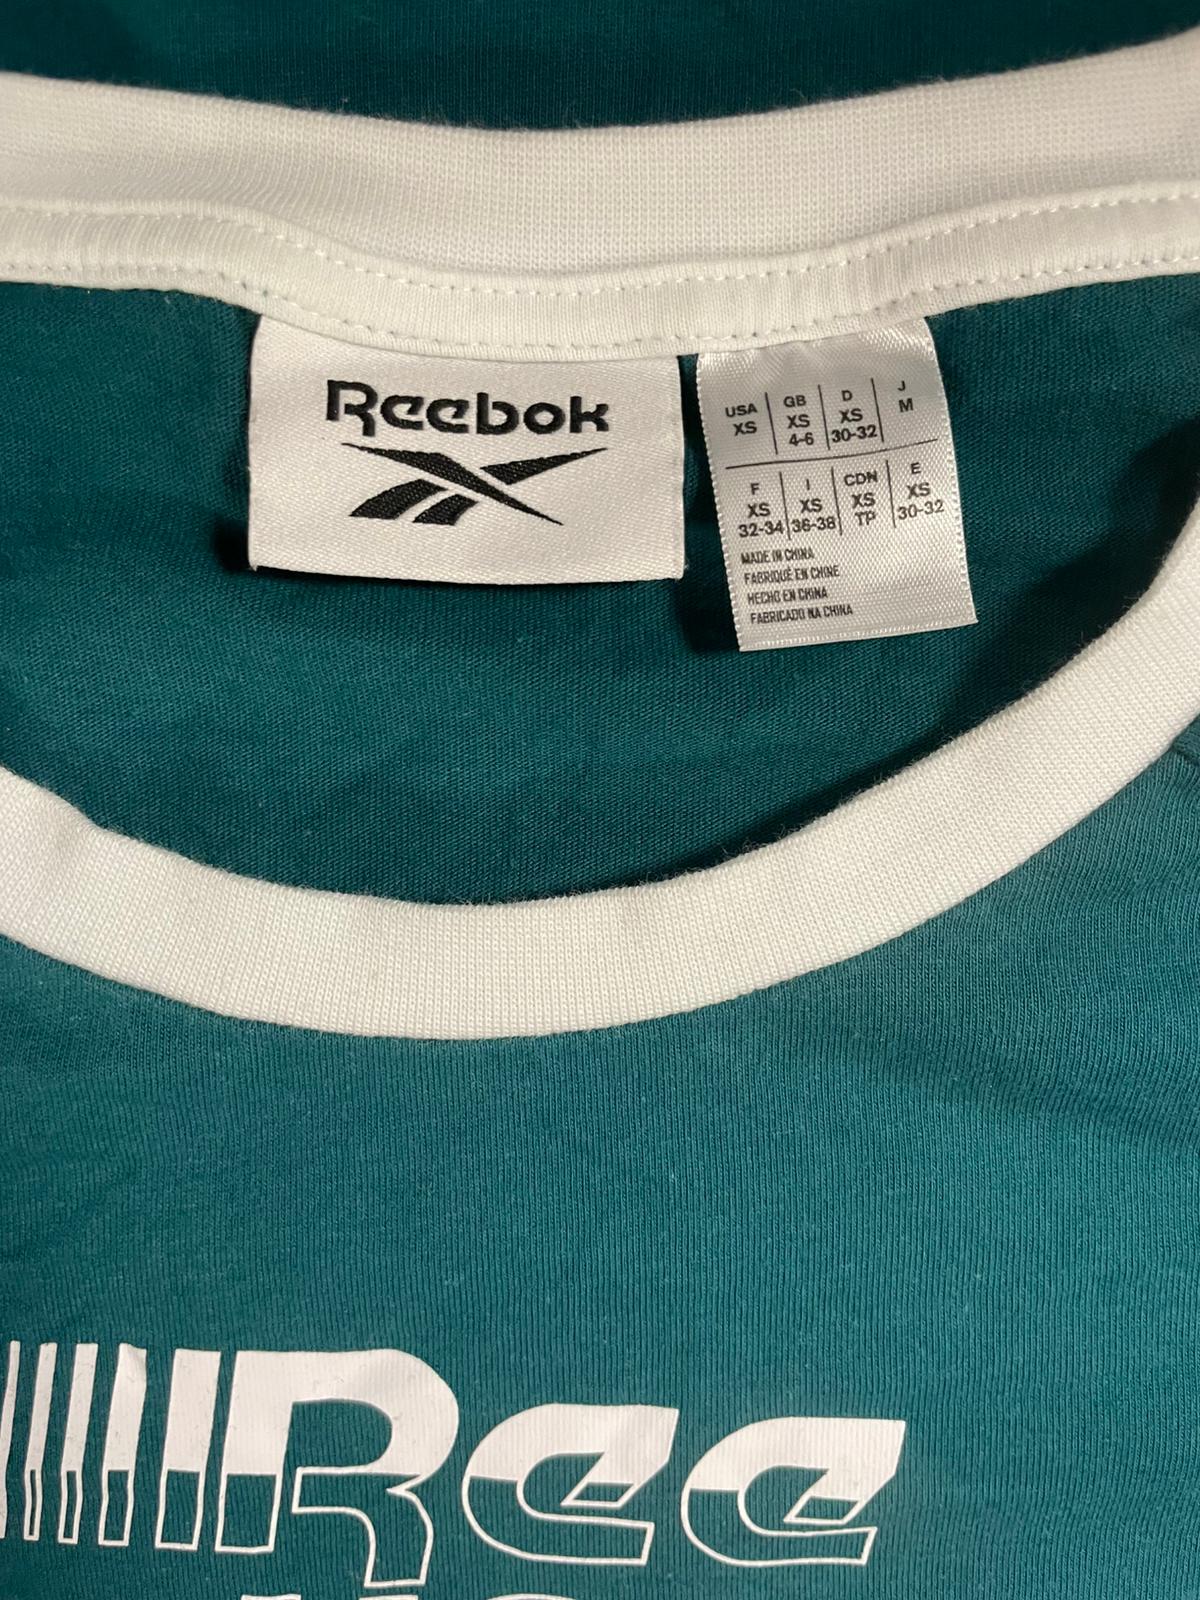 Reebok
USA
XS
GB
XS
4-6
D
XS
30-32
J
M
F
XS
32-34
I
XS
36-38
CDN
XS
TP
E
XS
30-32
MADE IN CHINA
FABRIQUÉ EN CHINE
HECHO EN CHINA
FABRICADO NA CHINA
Ree